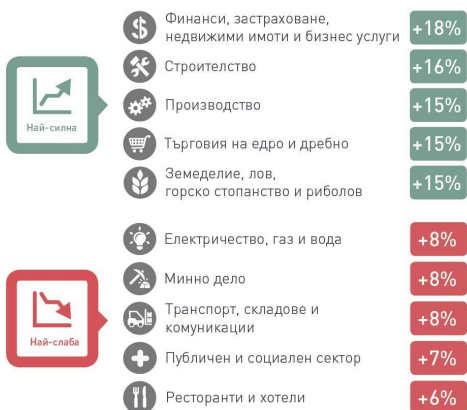 Финанси, застраховане,
недвижими имоти и бизнес услуги
+18%
Строителство
+16%
Производство
+15%
Най-силна
Търговия на едро и дребно
+15%
Земеделие, лов,
горско стопанство и риболов
+15%
Електричество, газ и вода
+8%
Минно дело
+8%
Транспорт, складове и
комуникации
+8%
Най-слаба
Публичен и социален сектор
+7%
Ресторанти и хотели
+6%